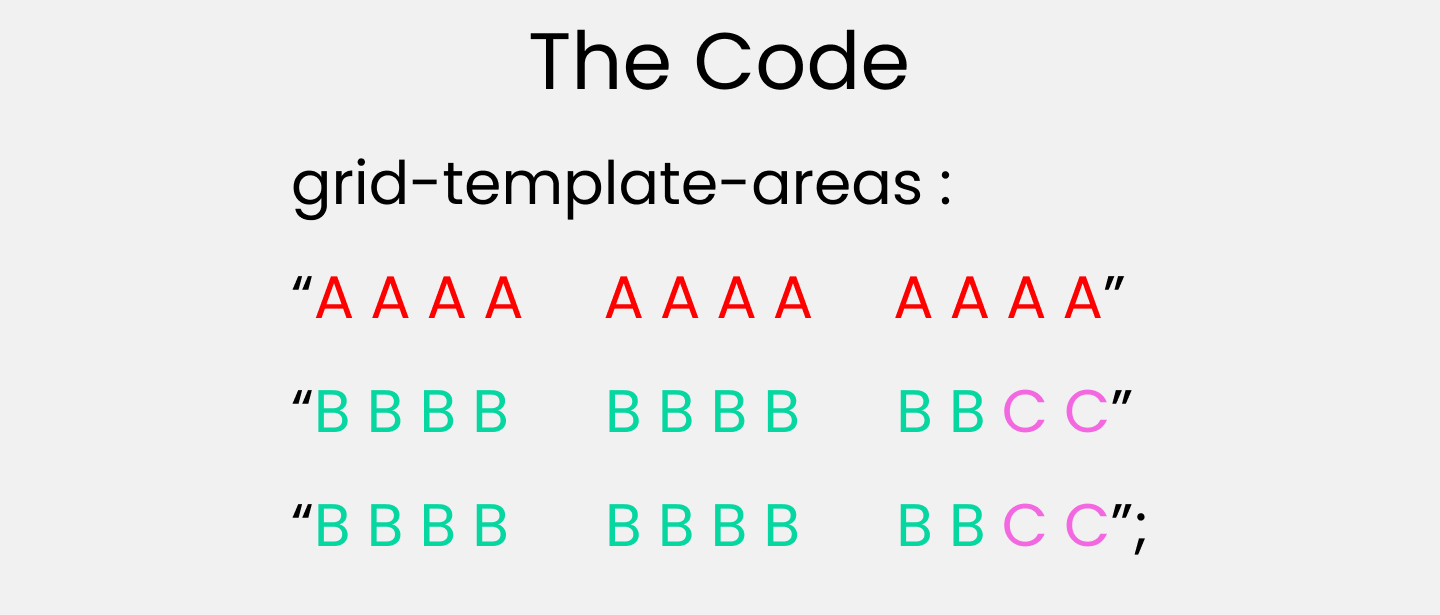 The Code
grid-template-areas :
“A A A A   A A A A   A A A A”
“B B B B   B B B B   B B C C”
“B B B B   B B B B   B B C C”;